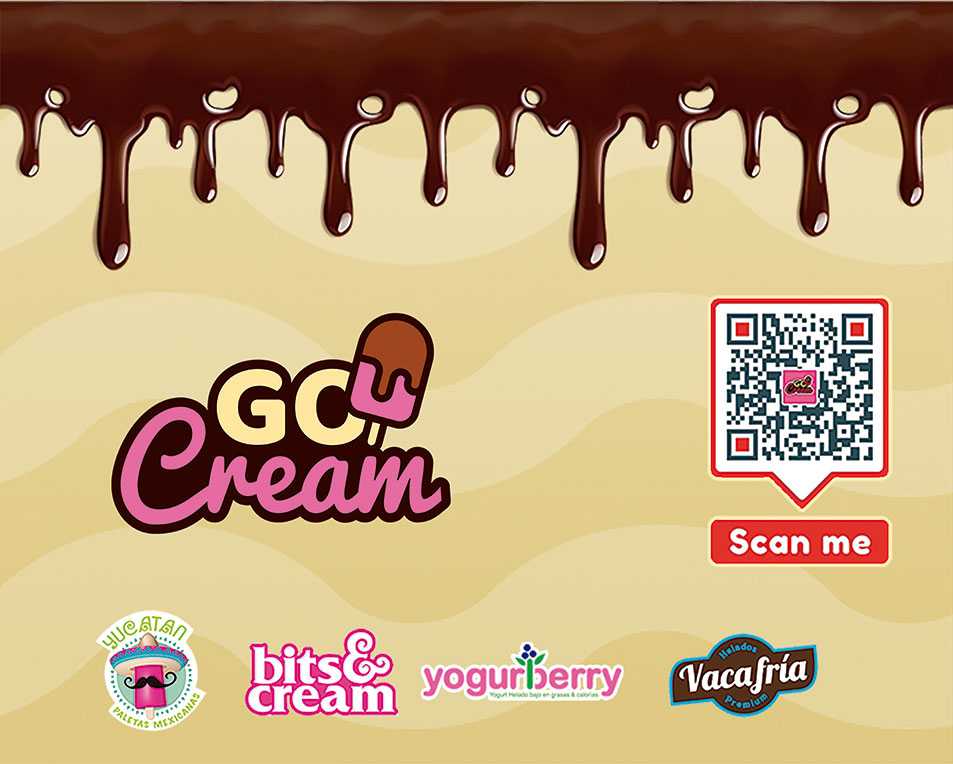 GO
Cream
Scan me
YUCATAN
PALETAS MEXICANAS
bits&
cream
yogurberry
Yogurt Helado bajo en grasas & calorías
Helados
Vacafría
Premium